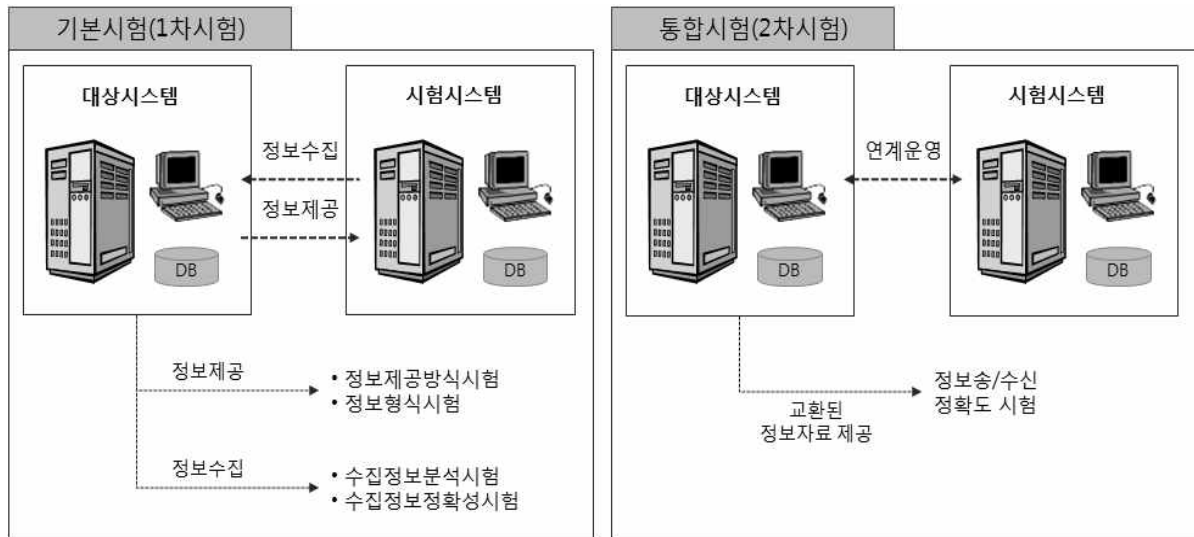 기본시험(1차시험)
대상시스템
시험시스템
정보수집
정보제공
DB
DB
정보제공
• 정보제공방식시험
• 정보형식시험
정보수집
• 수집정보분석시험
• 수집정보정확성시험
통합시험(2차시험)
대상시스템
시험시스템
연계운영
DB
DB
교환된
정보자료 제공
정보송/수신
정확도 시험